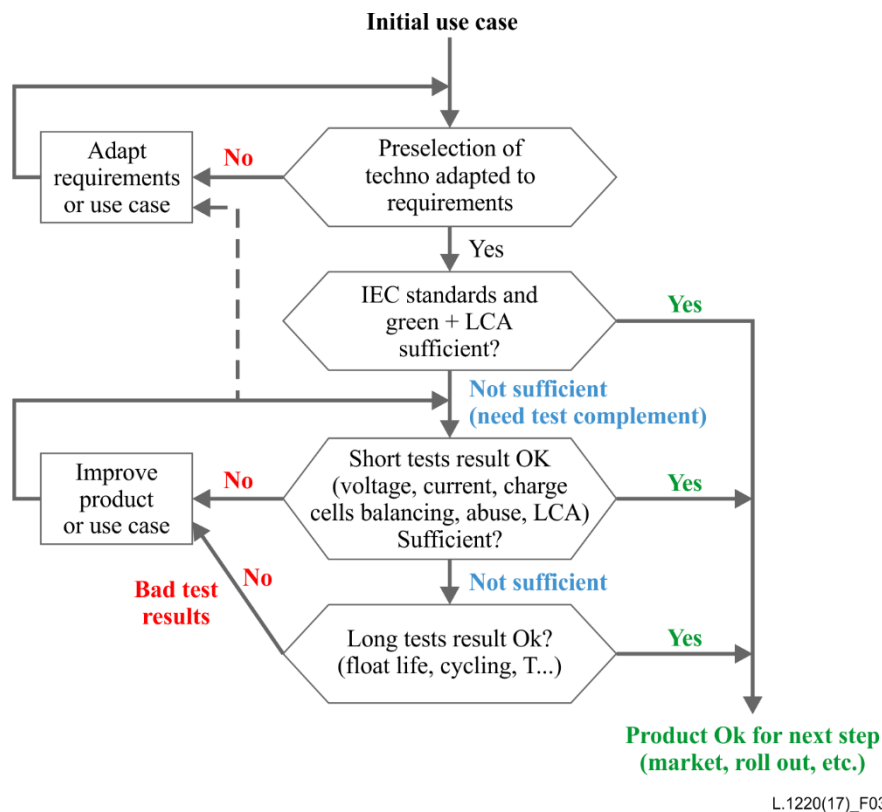 Initial use case
Adapt
requirements
or use case
No
Preselection of
techno adapted to
requirements
Yes
IEC standards and
green + LCA
sufficient?
Yes
Not sufficient
(need test complement)
Improve
product
or use case
No
Short tests result OK
(voltage, current, charge
cells balancing, abuse, LCA)
Sufficient?
Yes
Bad test
results
No
Not sufficient
Long tests result Ok?
(float life, cycling, T...)
Yes
Product Ok for next step
(market, roll out, etc.)
L.1220(17)_F03